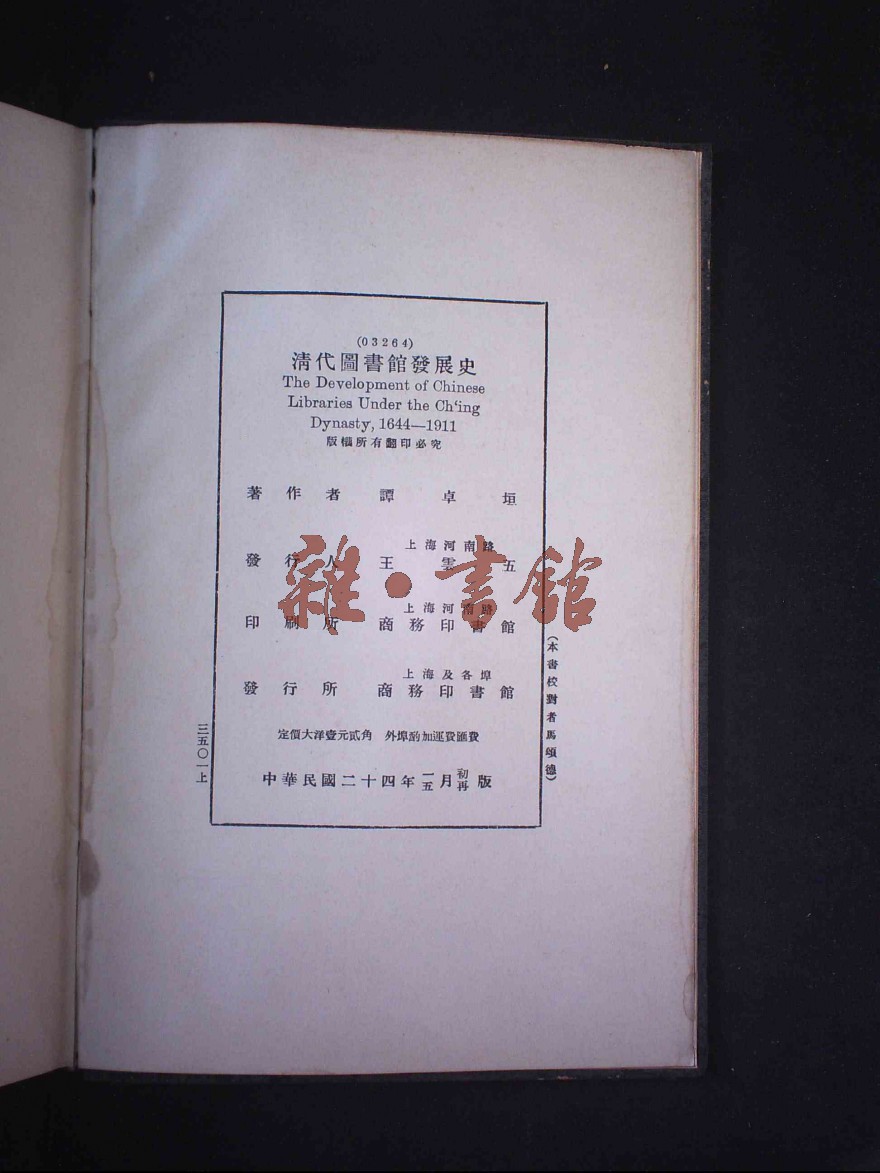 (03264)
清代圖書館發展史
The Development of Chinese
Libraries Under the Ch‘ing
Dynasty, 1644—1911
版權所有翻印必究
著作者 譚卓垣
上海河南路
發行人 王雲五
上海河南路
印刷所 商務印書館
上海及各埠
發行所 商務印書館
定價大洋壹元貳角 外埠酌加運費匯費
中華民國二十四年一月初版
五 再
(本書校對者馬頌德)
三五〇一上
雜·書館